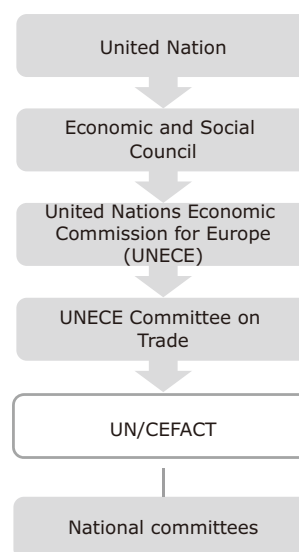 United Nation
Economic and Social
Council
United Nations Economic
Commission for Europe
(UNECE)
UNECE Committee on
Trade
UN/CEFACT
National committees